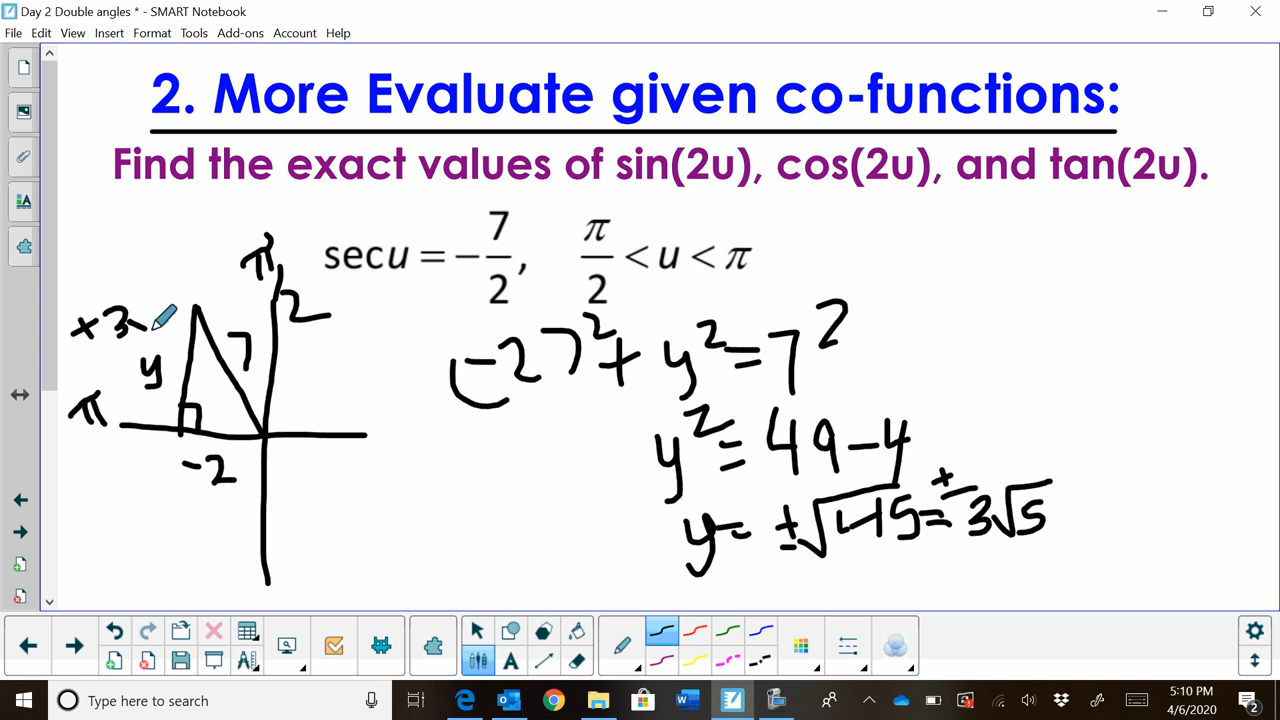 Day 2 Double angles * - SMART Notebook
File Edit View Insert Format Tools Add-ons Account Help
2. More Evaluate given co-functions:
Find the exact values of sin(2u), cos(2u), and tan(2u).
sec u = −7/2, π/2 < u < π
π/2
+3
y
7
π
-2
(-2)² + y² = 7²
y² = 49 - 4
y = ±√45 = ±3√5
Type here to search
5:10 PM
4/6/2020
2